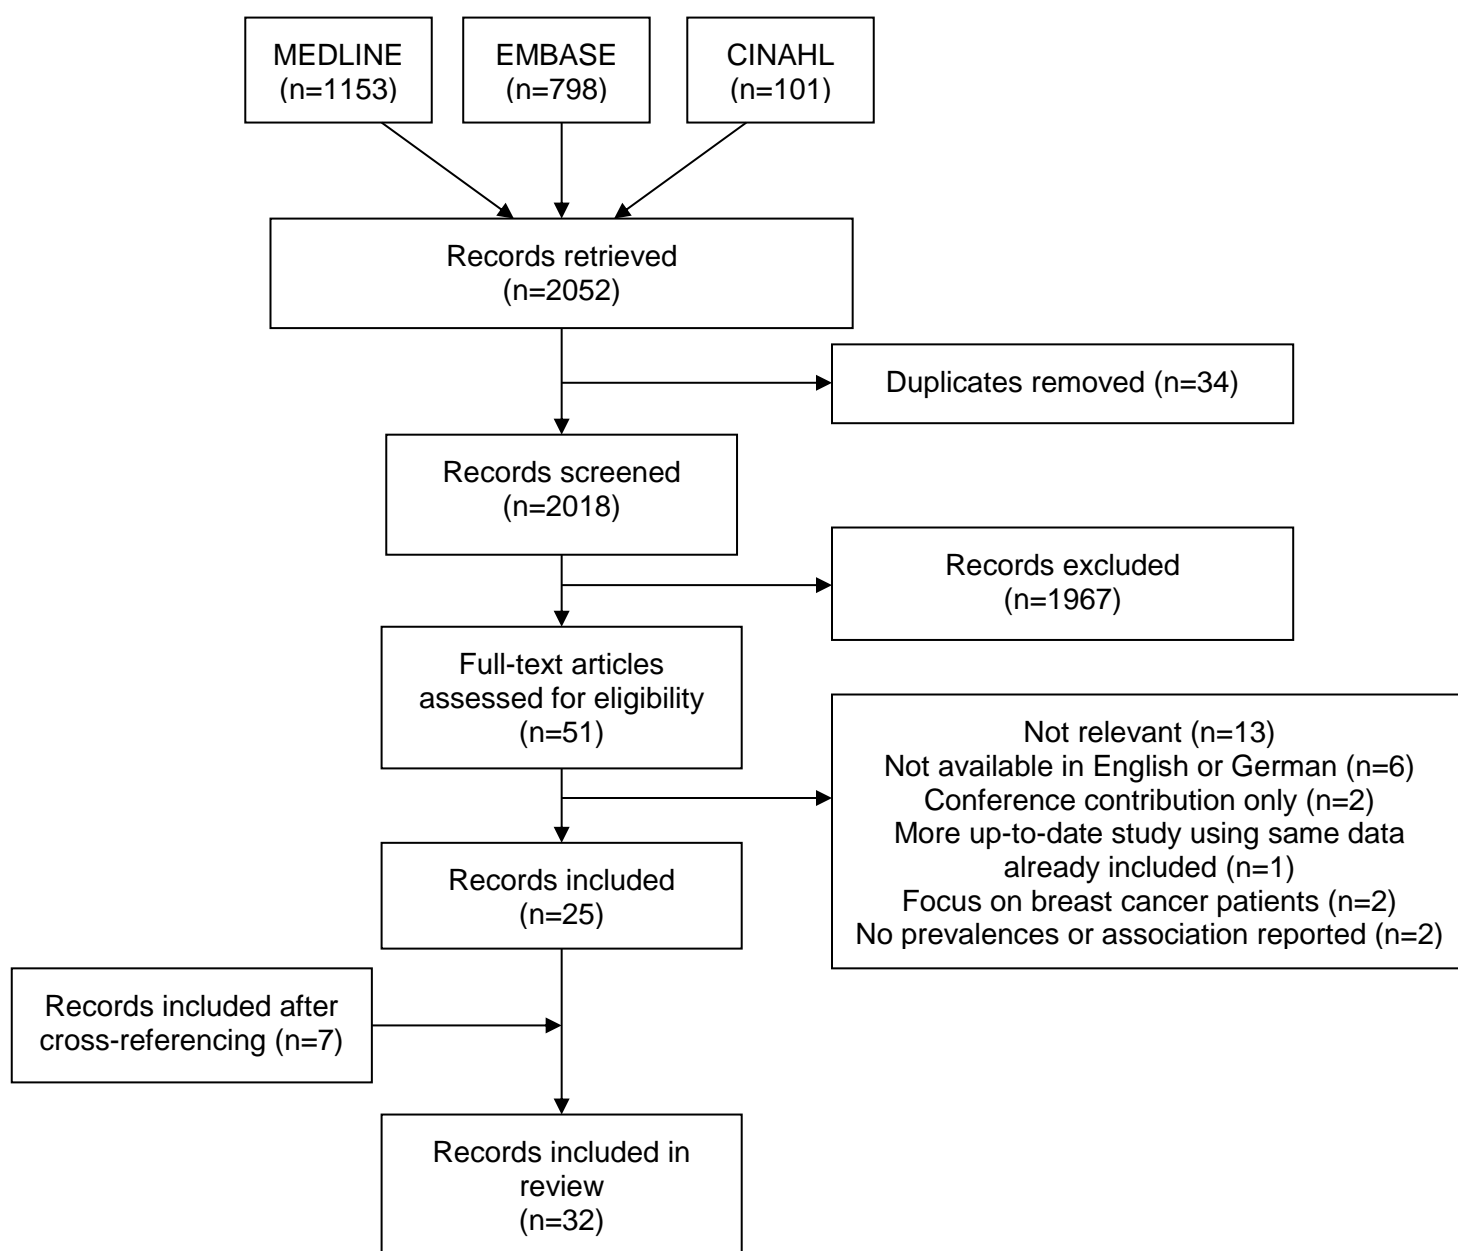 MEDLINE
(n=1153)
EMBASE
(n=798)
CINAHL
(n=101)
Records retrieved
(n=2052)
Duplicates removed (n=34)
Records screened
(n=2018)
Records excluded
(n=1967)
Full-text articles
assessed for eligibility
(n=51)
Not relevant (n=13)
Not available in English or German (n=6)
Conference contribution only (n=2)
More up-to-date study using same data
already included (n=1)
Focus on breast cancer patients (n=2)
No prevalences or association reported (n=2)
Records included
(n=25)
Records included after
cross-referencing (n=7)
Records included in
review
(n=32)